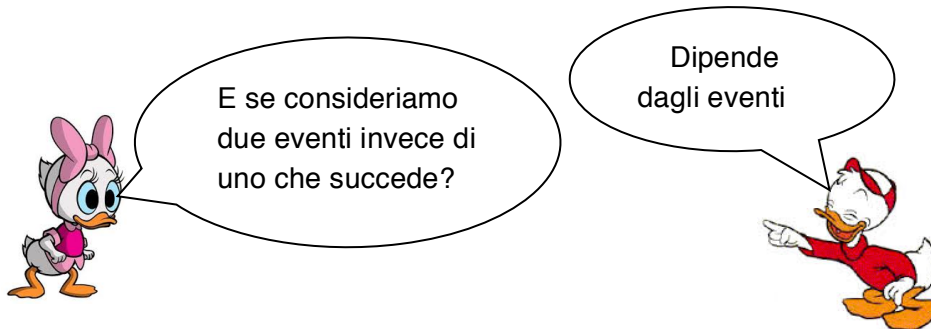 E se consideriamo
due eventi invece di
uno che succede?
Dipende
dagli eventi